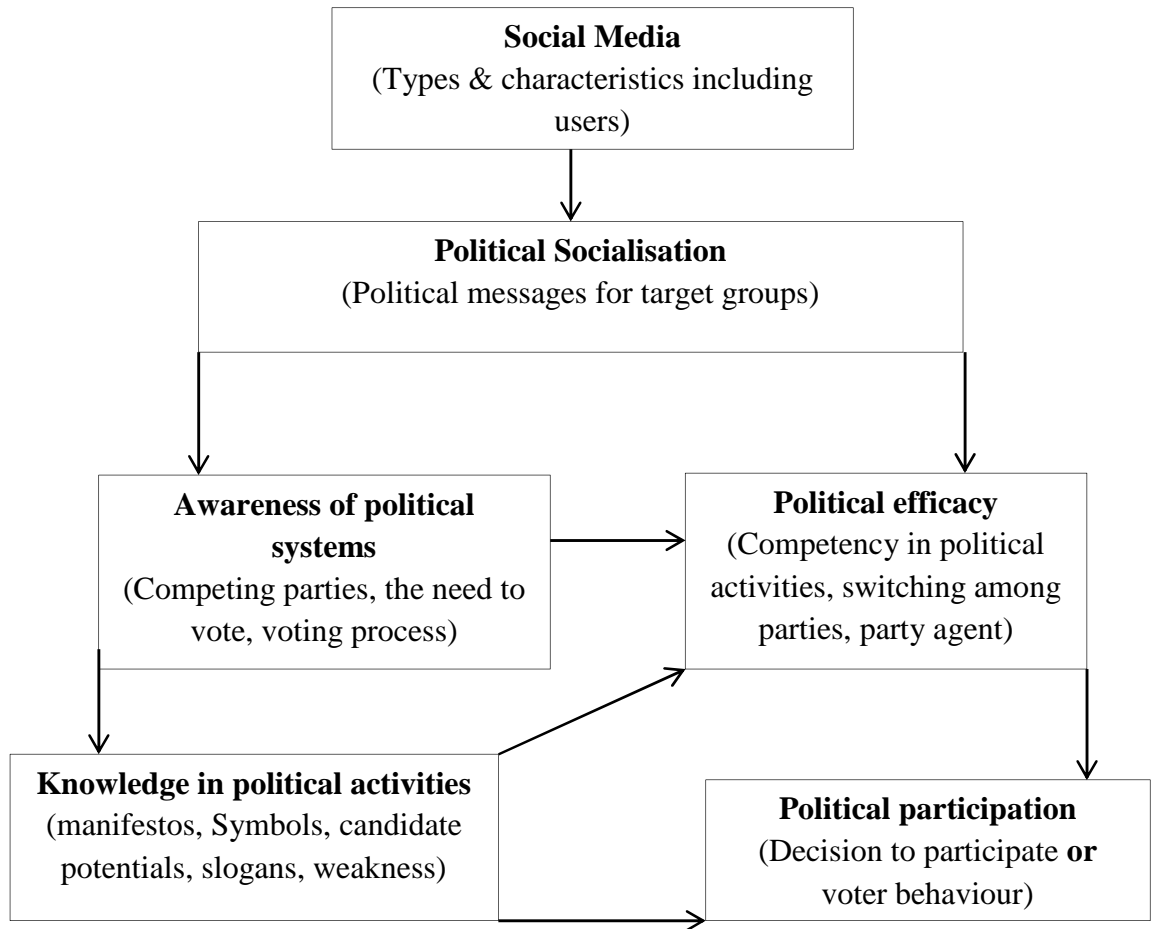 Social Media
(Types & characteristics including
users)
Political Socialisation
(Political messages for target groups)
Awareness of political
systems
(Competing parties, the need to
vote, voting process)
Political efficacy
(Competency in political
activities, switching among
parties, party agent)
Knowledge in political activities
(manifestos, Symbols, candidate
potentials, slogans, weakness)
Political participation
(Decision to participate or
voter behaviour)